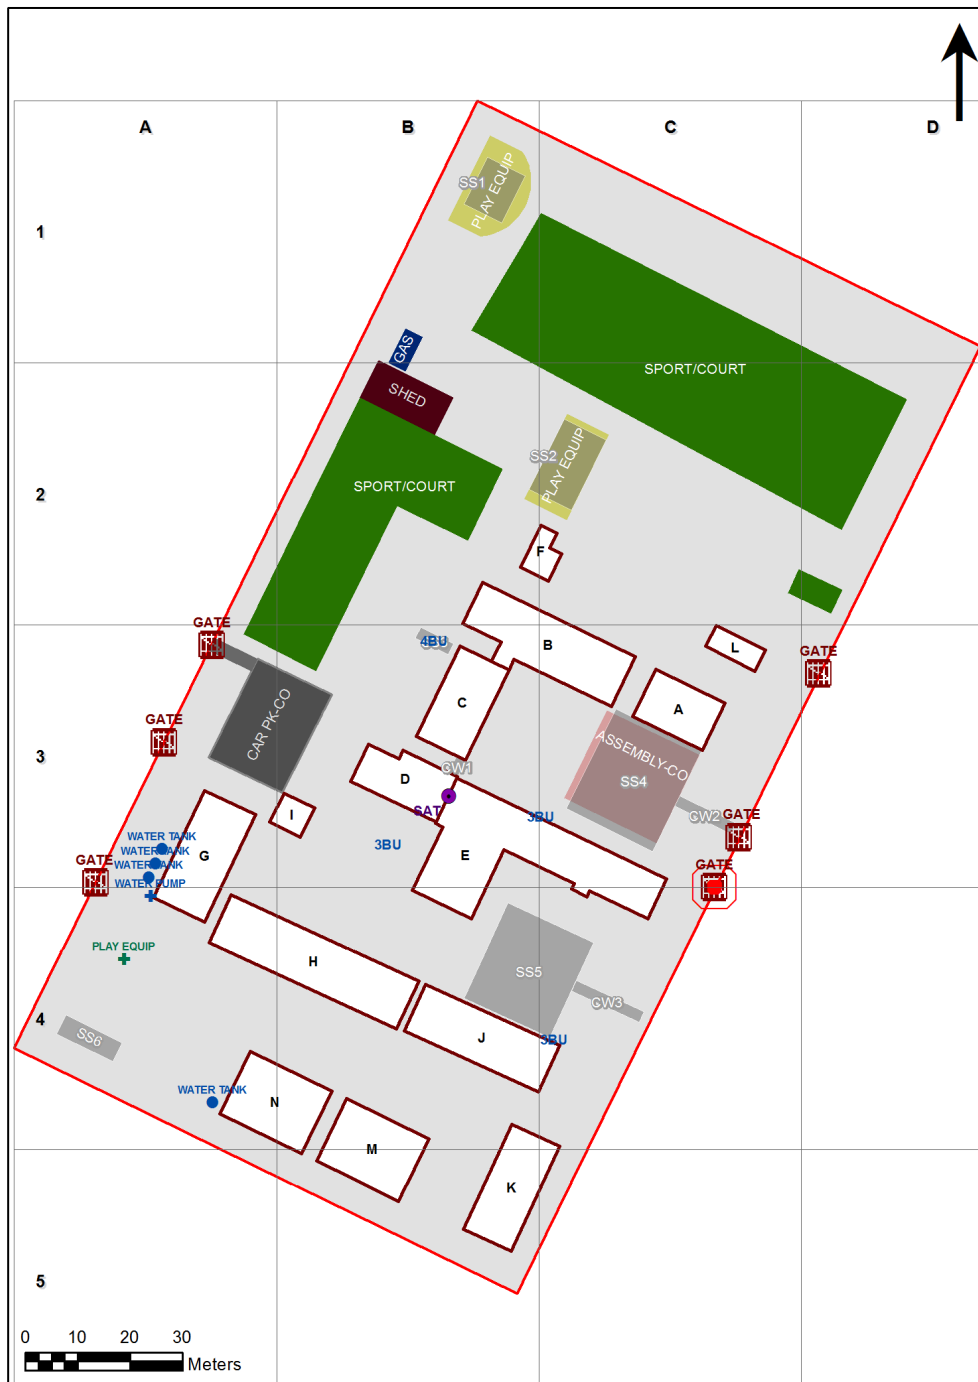 A B C D
1
SS1
PLAY EQUIP
GAS
SHED
SPORT/COURT
SS2
PLAY EQUIP
2
SPORT/COURT
F
GATE
4BU
B
L
GATE
C
A
CAR PK-CO
GATE
3
ASSEMBLY-CO
SS4
CW1
D
SAT
3BU
CW2
GATE
I
WATER TANK
WATER TANK
WATER TANK
3BU
G
E
GATE
GATE
WATER PUMP
PLAY EQUIP
H
SS5
CW3
4
SS6
J
3BU
WATER TANK
N
M
K
5
0 10 20 30
Meters